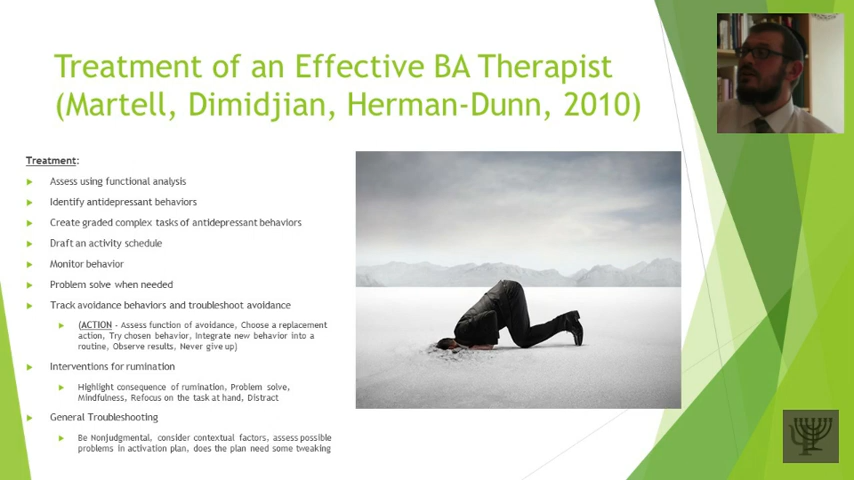 Treatment of an Effective BA Therapist
(Martell, Dimidjian, Herman-Dunn, 2010)
Treatment:
Assess using functional analysis
Identify antidepressant behaviors
Create graded complex tasks of antidepressant behaviors
Draft an activity schedule
Monitor behavior
Problem solve when needed
Track avoidance behaviors and troubleshoot avoidance
(ACTION - Assess function of avoidance, Choose a replacement
action, Try chosen behavior, Integrate new behavior into a
routine, Observe results, Never give up)
Interventions for rumination
Highlight consequence of rumination, Problem solve,
Mindfulness, Refocus on the task at hand, Distract
General Troubleshooting
Be Nonjudgmental, consider contextual factors, assess possible
problems in activation plan, does the plan need some tweaking